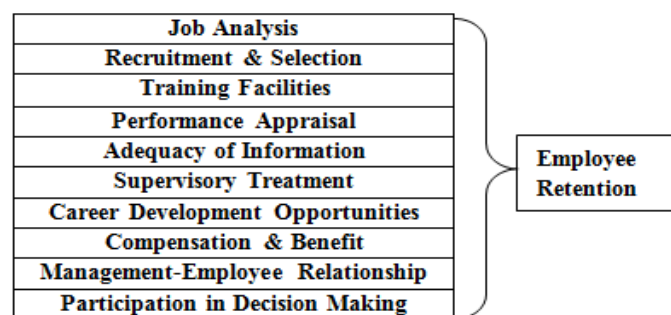 Job Analysis
Recruitment & Selection
Training Facilities
Performance Appraisal
Adequacy of Information
Supervisory Treatment
Career Development Opportunities
Compensation & Benefit
Management-Employee Relationship
Participation in Decision Making
Employee
Retention